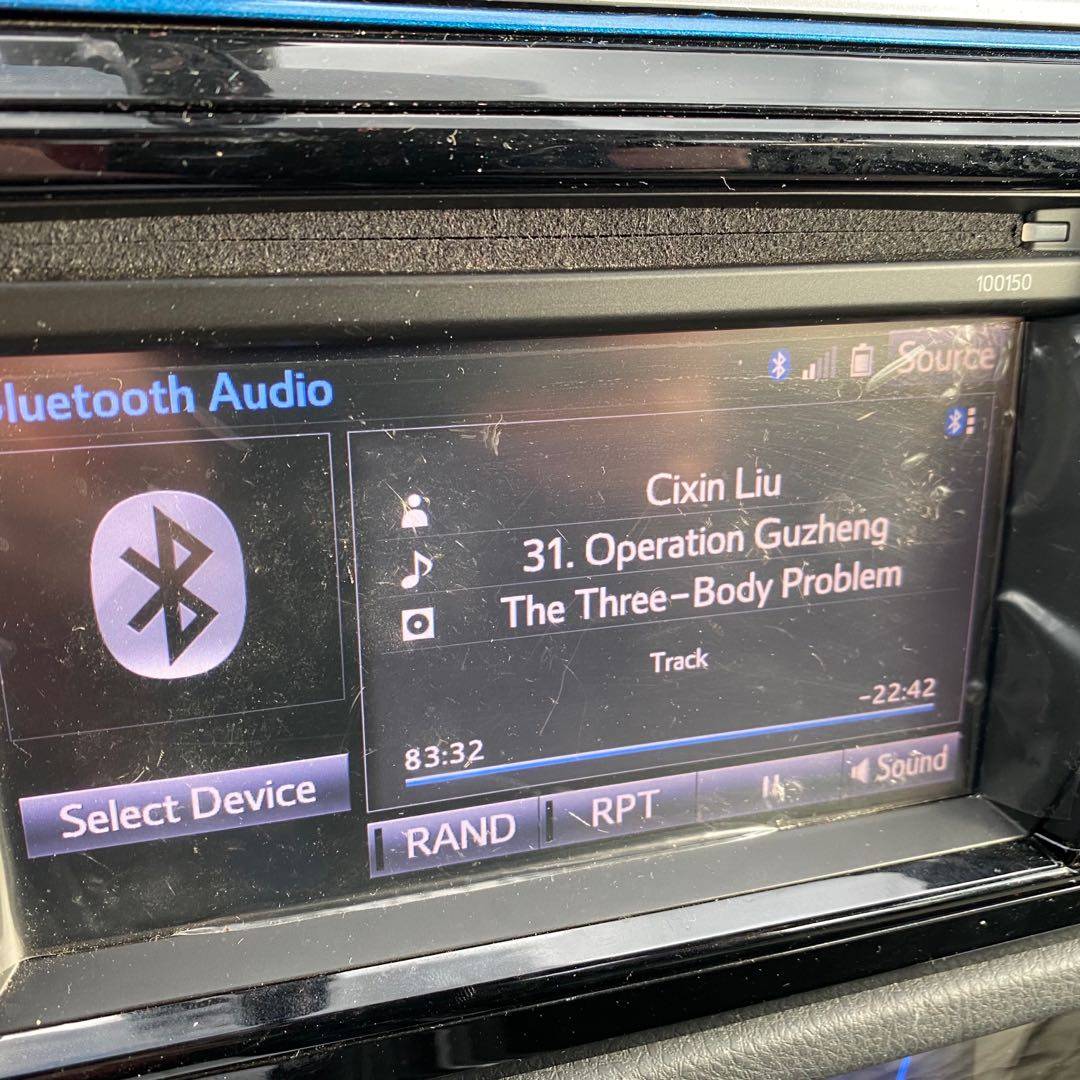 100150
Bluetooth Audio
Source
Cixin Liu
31. Operation Guzheng
The Three-Body Problem
Track
-22:42
83:32
Select Device
RAND
RPT
Sound